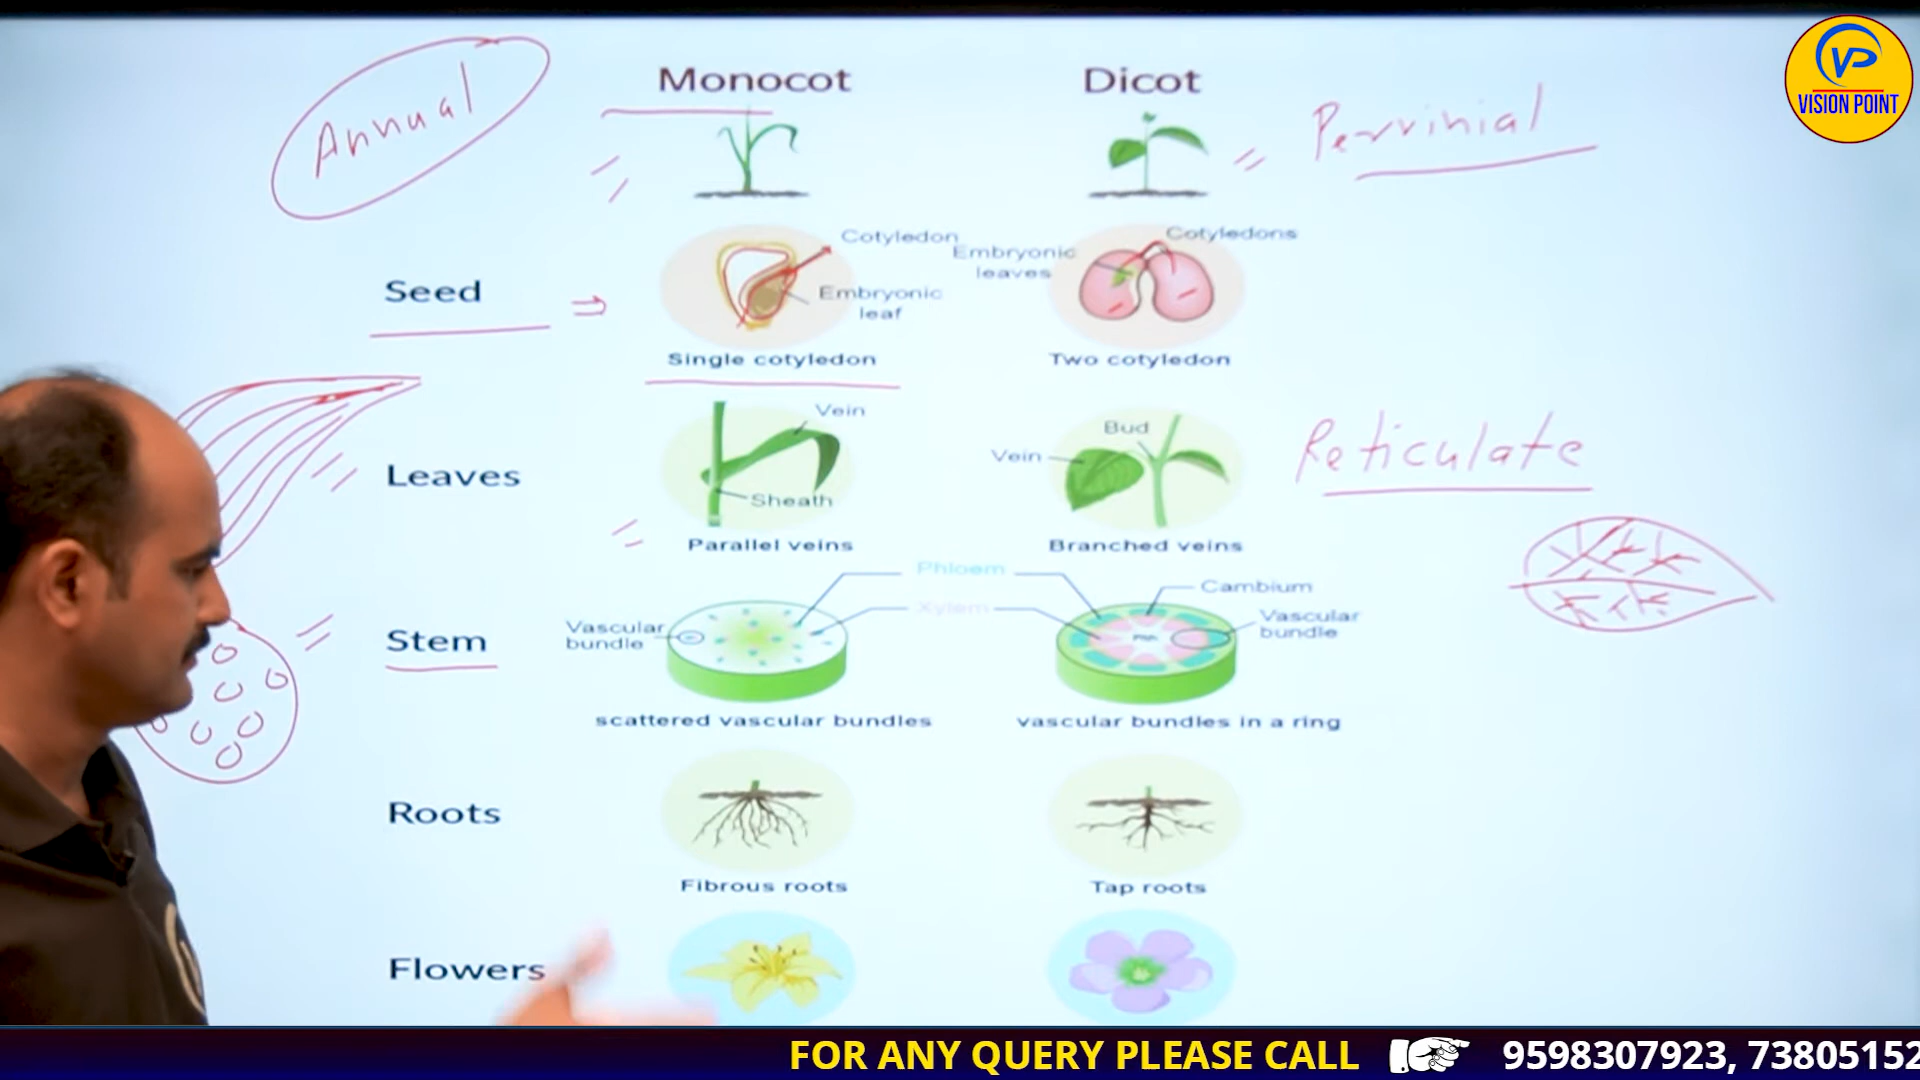 Monocot
Dicot
Annual
Pervinial
VISION POINT
Cotyledon
Cotyledons
Embryonic leaves
Seed
Embryonic leaf
Single cotyledon
Two cotyledon
Vein
Bud
Reticulate
Vein
Leaves
Sheath
Parallel veins
Branched veins
Phloem
Cambium
Xylem
Vascular bundle
Vascular bundle
Stem
scattered vascular bundles
vascular bundles in a ring
Roots
Fibrous roots
Tap roots
Flowers
FOR ANY QUERY PLEASE CALL 9598307923, 73805152